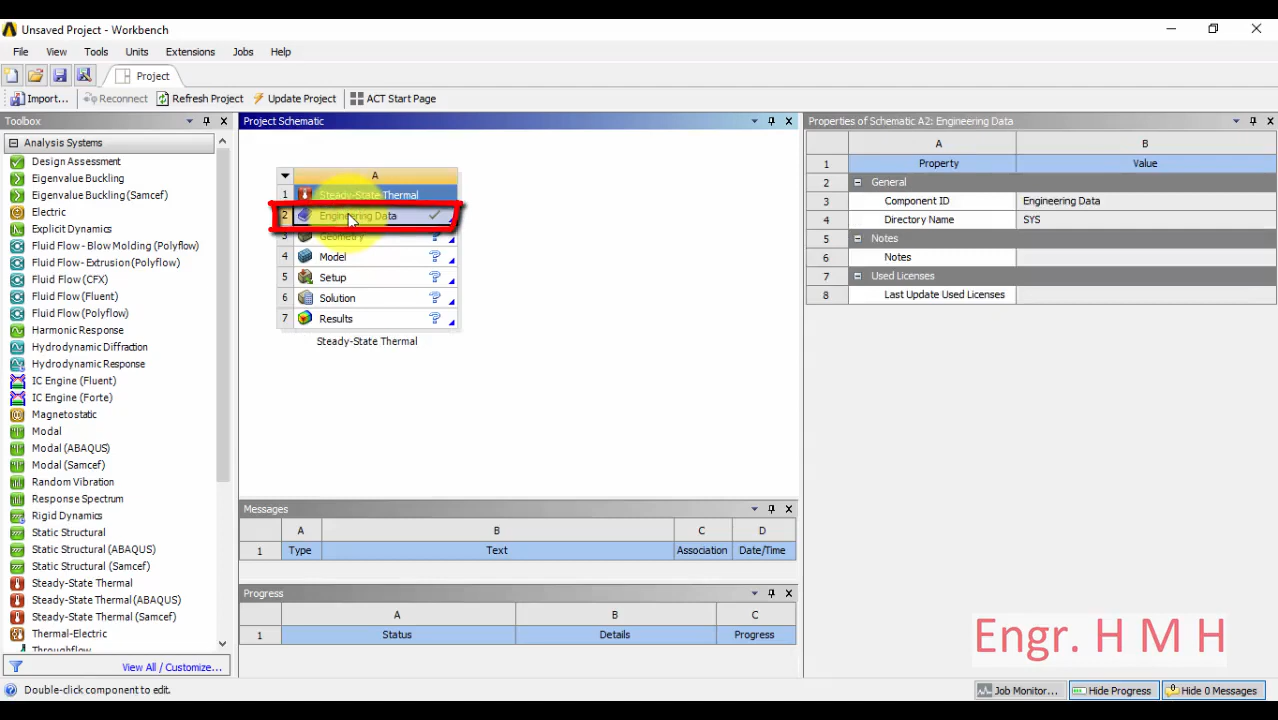 Unsaved Project - Workbench
File View Tools Units Extensions Jobs Help
Project
Import... Reconnect Refresh Project Update Project ACT Start Page
Toolbox
Analysis Systems
Design Assessment
Eigenvalue Buckling
Eigenvalue Buckling (Samcef)
Electric
Explicit Dynamics
Fluid Flow - Blow Molding (Polyflow)
Fluid Flow - Extrusion (Polyflow)
Fluid Flow (CFX)
Fluid Flow (Fluent)
Fluid Flow (Polyflow)
Harmonic Response
Hydrodynamic Diffraction
Hydrodynamic Response
IC Engine (Fluent)
IC Engine (Forte)
Magnetostatic
Modal
Modal (ABAQUS)
Modal (Samcef)
Random Vibration
Response Spectrum
Rigid Dynamics
Static Structural
Static Structural (ABAQUS)
Static Structural (Samcef)
Steady-State Thermal
Steady-State Thermal (ABAQUS)
Steady-State Thermal (Samcef)
Thermal-Electric
Throughflow
View All / Customize...
Project Schematic
A
1 Steady-State Thermal
2 Engineering Data
3 Geometry
4 Model
5 Setup
6 Solution
7 Results
Steady-State Thermal
Messages
A B C D
1 Type Text Association Date/Time
Progress
A B C
1 Status Details Progress
Properties of Schematic A2: Engineering Data
A B
1 Property Value
2 General
3 Component ID Engineering Data
4 Directory Name SYS
5 Notes
6 Notes
7 Used Licenses
8 Last Update Used Licenses
Engr. H M H
Double-click component to edit.
Job Monitor... Hide Progress Hide 0 Messages